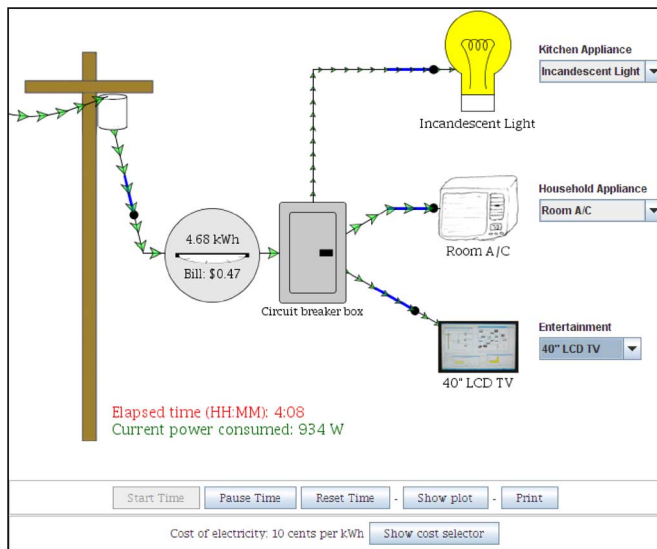 Kitchen Appliance
Incandescent Light
Incandescent Light
Household Appliance
Room A/C
Room A/C
4.68 kWh
Bill: $0.47
Circuit breaker box
Entertainment
40" LCD TV
40" LCD TV
Elapsed time (HH:MM): 4:08
Current power consumed: 934 W
Start Time Pause Time Reset Time - Show plot - Print
Cost of electricity: 10 cents per kWh Show cost selector